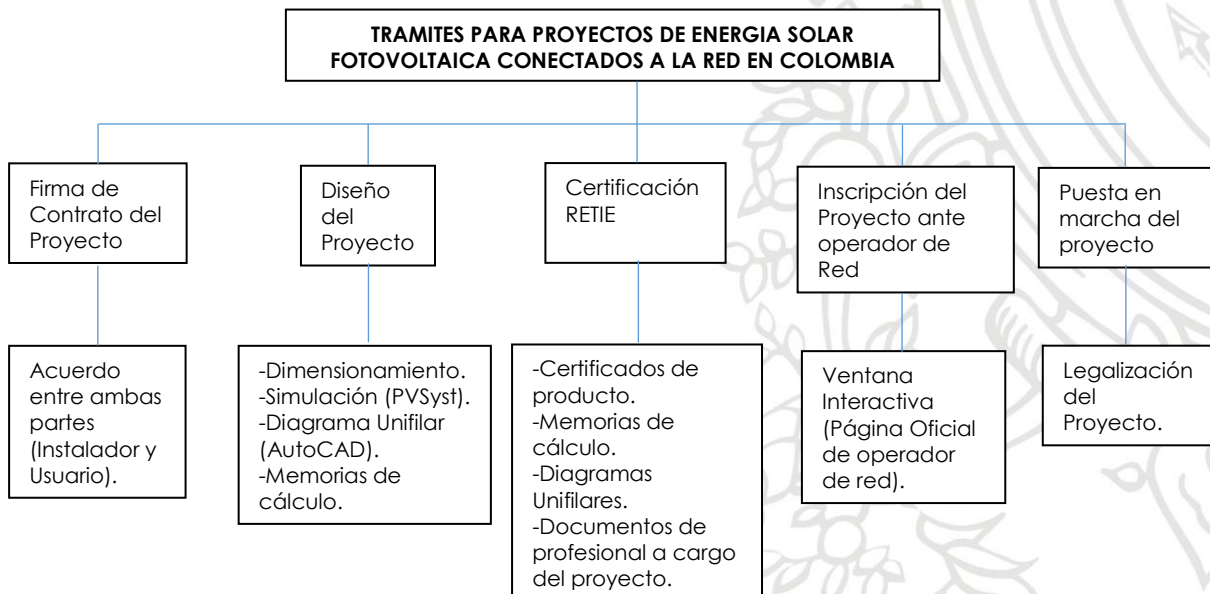 TRAMITES PARA PROYECTOS DE ENERGIA SOLAR
FOTOVOLTAICA CONECTADOS A LA RED EN COLOMBIA
Firma de
Contrato del
Proyecto
Diseño
del
Proyecto
Certificación
RETIE
Inscripción del
Proyecto ante
operador de
Red
Puesta en
marcha del
proyecto
Acuerdo
entre ambas
partes
(Instalador y
Usuario).
-Dimensionamiento.
-Simulación (PVSyst).
-Diagrama Unifilar
(AutoCAD).
-Memorias de
cálculo.
-Certificados de
producto.
-Memorias de
cálculo.
-Diagramas
Unifilares.
-Documentos de
profesional a cargo
del proyecto.
Ventana
Interactiva
(Página Oficial
de operador
de red).
Legalización
del
Proyecto.